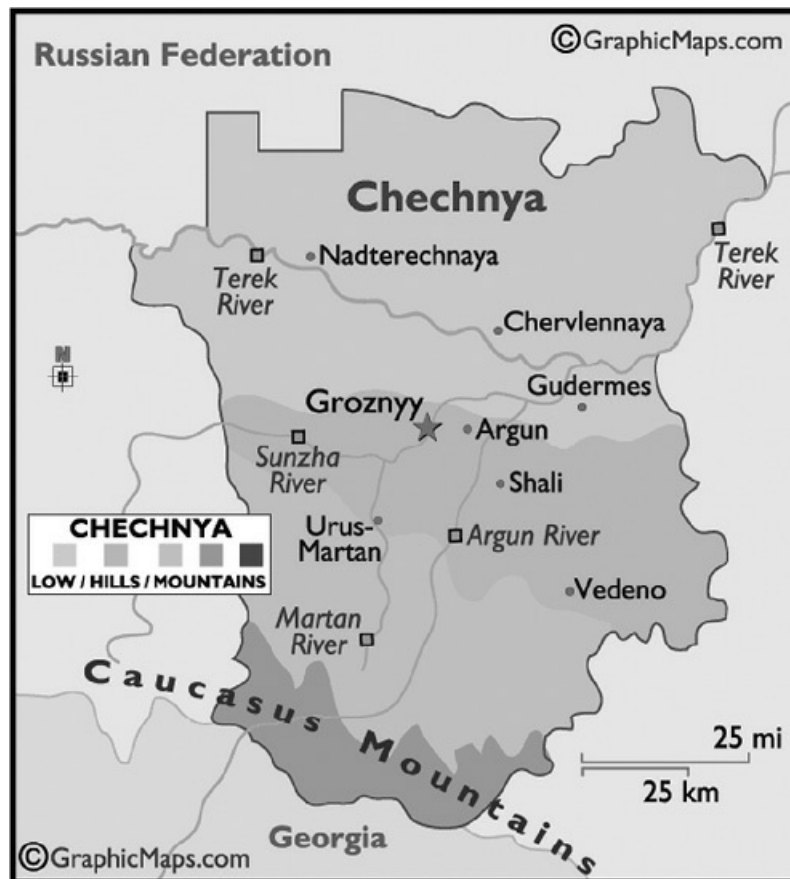 ©GraphicMaps.com
Russian Federation
Chechnya
Nadterechnaya
Terek
River
Terek
River
Chervlennaya
N
Gudermes
Groznyy
Argun
Sunzha
River
Shali
CHECHNYA
LOW / HILLS / MOUNTAINS
Urus-
Martan
Argun River
Vedeno
Martan
River
Caucasus Mountains
25 mi
25 km
Georgia
©GraphicMaps.com